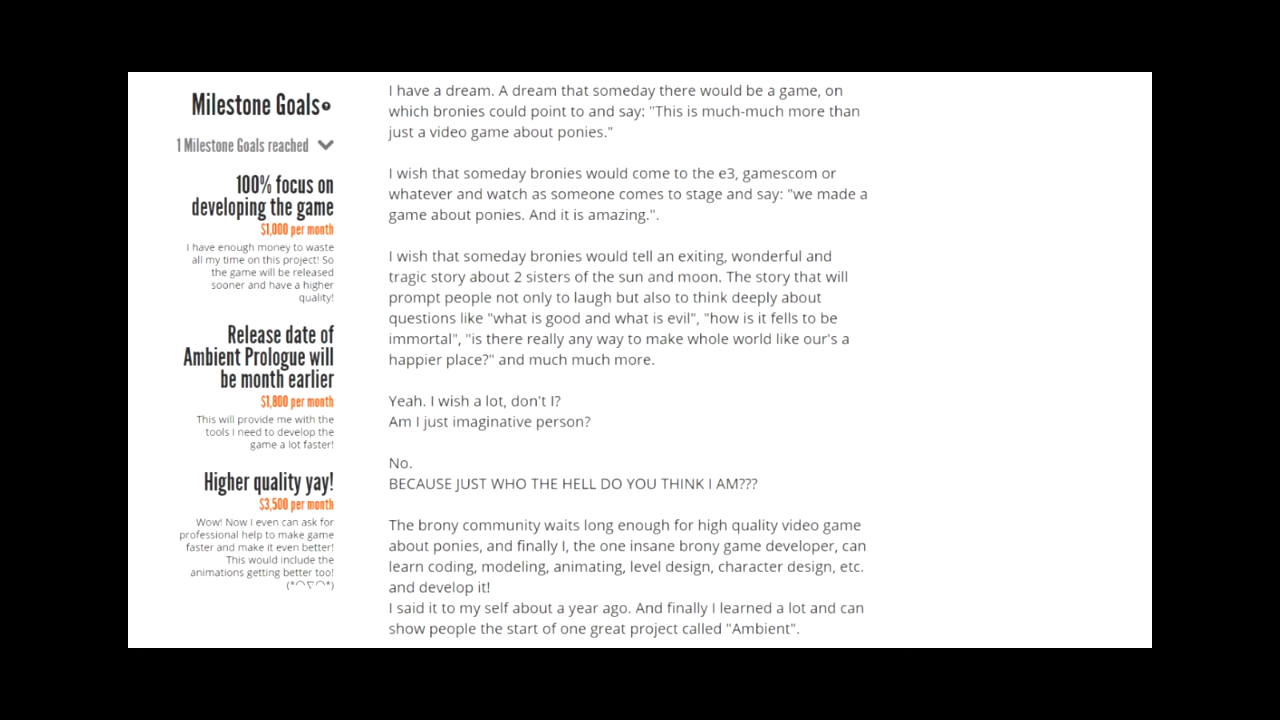 Milestone Goals
1 Milestone Goals reached
100% focus on
developing the game
$1,000 per month
I have enough money to waste
all my time on this project! So
the game will be released
sooner and have a higher
quality!
Release date of
Ambient Prologue will
be month earlier
$1,800 per month
This will provide me with the
tools I need to develop the
game a lot faster!
Higher quality yay!
$3,500 per month
Wow! Now I even can ask for
professional help to make game
faster and make it even better!
This would include the
animations getting better too!
(*◠▽◠*)
I have a dream. A dream that someday there would be a game, on
which bronies could point to and say: "This is much-much more than
just a video game about ponies."
I wish that someday bronies would come to the e3, gamescom or
whatever and watch as someone comes to stage and say: "we made a
game about ponies. And it is amazing.".
I wish that someday bronies would tell an exiting, wonderful and
tragic story about 2 sisters of the sun and moon. The story that will
prompt people not only to laugh but also to think deeply about
questions like "what is good and what is evil", "how is it fells to be
immortal", "is there really any way to make whole world like our's a
happier place?" and much much more.
Yeah. I wish a lot, don't I?
Am I just imaginative person?
No.
BECAUSE JUST WHO THE HELL DO YOU THINK I AM???
The brony community waits long enough for high quality video game
about ponies, and finally I, the one insane brony game developer, can
learn coding, modeling, animating, level design, character design, etc.
and develop it!
I said it to my self about a year ago. And finally I learned a lot and can
show people the start of one great project called "Ambient".